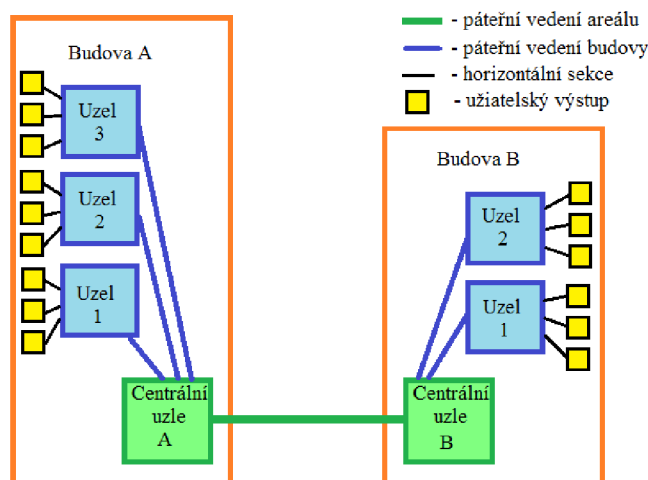 Budova A
- páteřní vedení areálu
- páteřní vedení budovy
- horizontální sekce
- užiatelský výstup
Uzel
3
Uzel
2
Uzel
1
Centrální
uzle
A
Budova B
Uzel
2
Uzel
1
Centrální
uzle
B